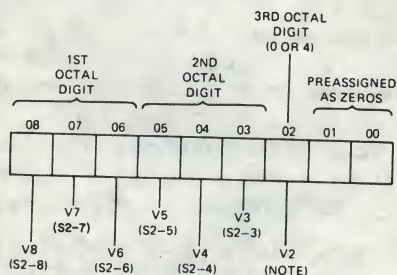 3RD OCTAL
DIGIT
(0 OR 4)
1ST
OCTAL
DIGIT
2ND
OCTAL
DIGIT
PREASSIGNED
AS ZEROS
08 07 06 05 04 03 02 01 00
V7
(S2-7)
V5
(S2-5)
V3
(S2-3)
V8
(S2-8)
V6
(S2-6)
V4
(S2-4)
V2
(NOTE)